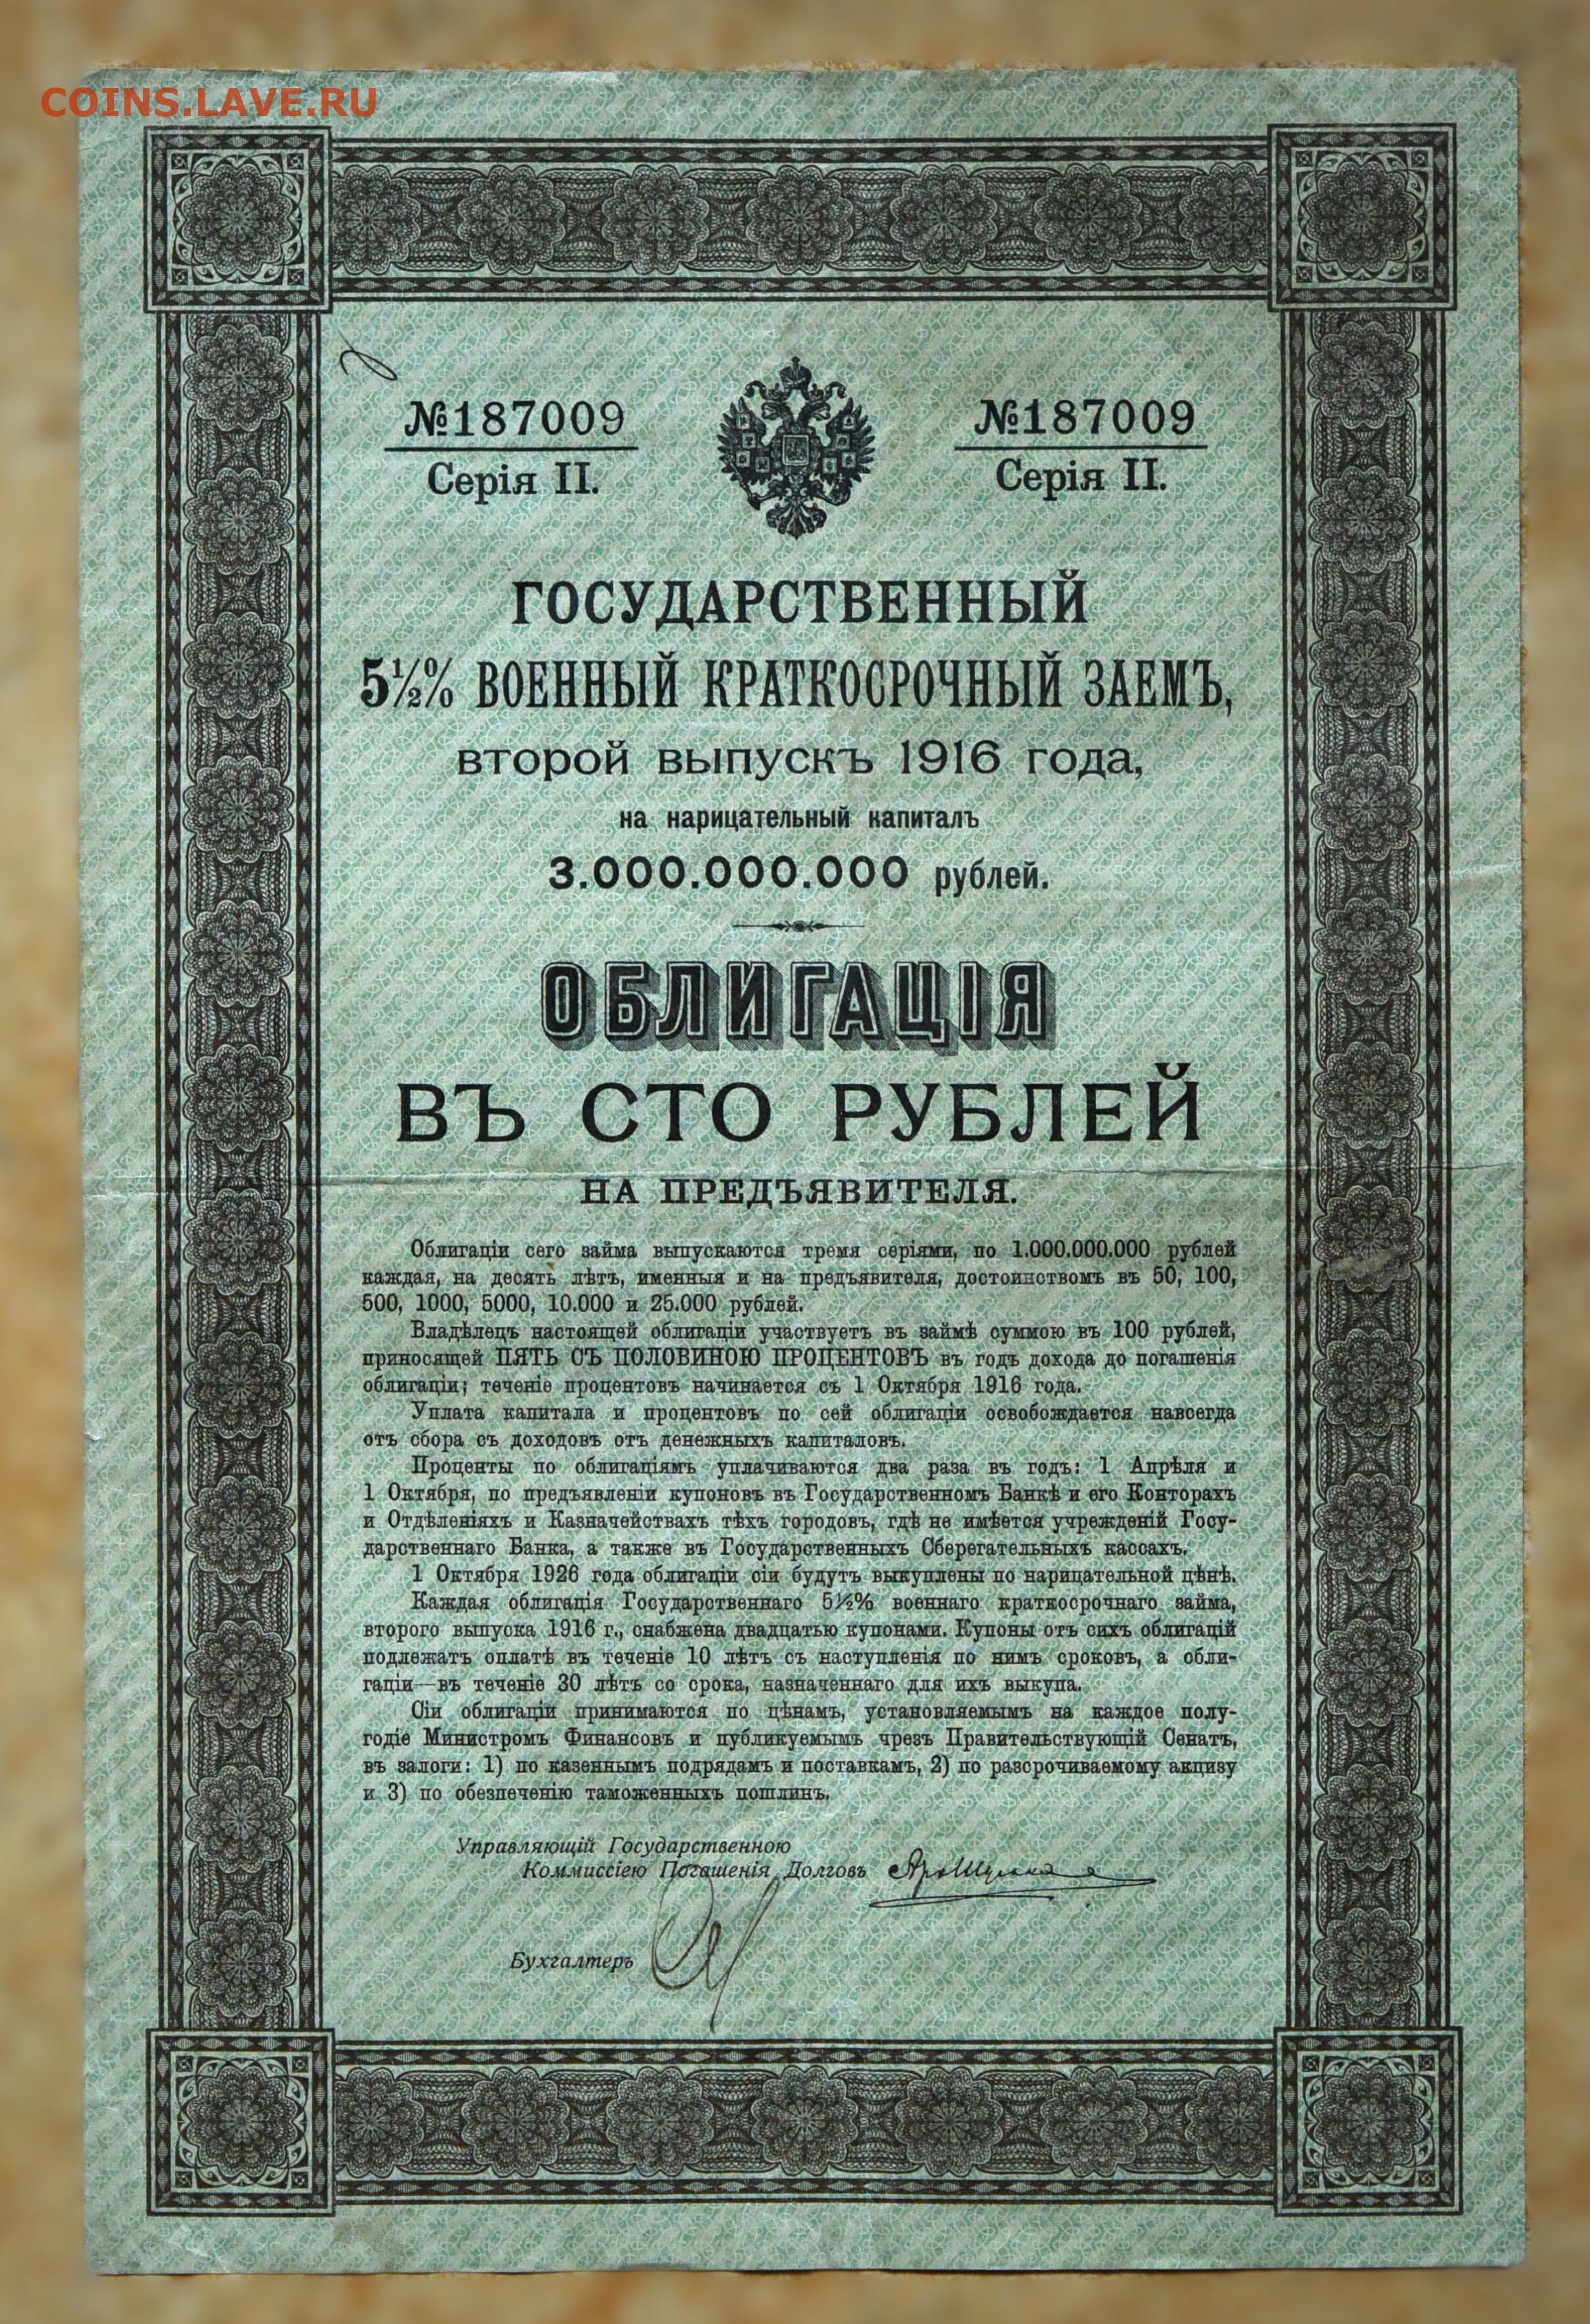 COINS.LAVE.RU
№187009
Серія II.
№187009
Серія II.
ГОСУДАРСТВЕННЫЙ
5½% ВОЕННЫЙ КРАТКОСРОЧНЫЙ ЗАЕМЪ,
второй выпускъ 1916 года,
на нарицательный капиталъ
3.000.000.000 рублей.
ОБЛИГАЦІЯ
ВЪ СТО РУБЛЕЙ
НА ПРЕДЪЯВИТЕЛЯ.
Облигаціи сего займа выпускаются тремя серіями, по 1.000.000.000 рублей
каждая, на десять лѣтъ, именныя и на предъявителя, достоинствомъ въ 50, 100,
500, 1000, 5000, 10.000 и 25.000 рублей.
Владѣлецъ настоящей облигаціи участвуетъ въ займѣ суммою въ 100 рублей,
приносящей ПЯТЬ СЪ ПОЛОВИНОЮ ПРОЦЕНТОВЪ въ годъ дохода до погашенія
облигаціи; теченіе процентовъ начинается съ 1 Октября 1916 года.
Уплата капитала и процентовъ по сей облигаціи освобождается навсегда
отъ сбора съ доходовъ отъ денежныхъ капиталовъ.
Проценты по облигаціямъ уплачиваются два раза въ годъ: 1 Апрѣля и
1 Октября, по предъявленіи купоновъ въ Государственномъ Банкѣ и его Конторахъ
и Отдѣленіяхъ и Казначействахъ тѣхъ городовъ, гдѣ не имѣется учрежденій Госу-
дарственнаго Банка, а также въ Государственныхъ Сберегательныхъ кассахъ.
1 Октября 1926 года облигаціи сіи будутъ выкуплены по нарицательной цѣнѣ.
Каждая облигація Государственнаго 5½% военнаго краткосрочнаго займа,
второго выпуска 1916 г., снабжена двадцатью купонами. Купоны отъ сихъ облигацій
подлежатъ оплатѣ въ теченіе 10 лѣтъ съ наступленія по нимъ сроковъ, а обли-
гаціи—въ теченіе 30 лѣтъ со срока, назначеннаго для ихъ выкупа.
Сіи облигаціи принимаются по цѣнамъ, установляемымъ на каждое полу-
годіе Министромъ Финансовъ и публикуемымъ чрезъ Правительствующій Сенатъ,
въ залоги: 1) по казеннымъ подрядамъ и поставкамъ, 2) по разсрочиваемому акцизу
и 3) по обезпеченію таможенныхъ пошлинъ.
Управляющій Государственною
Коммиссіею Погашенія Долговъ
Бухгалтеръ